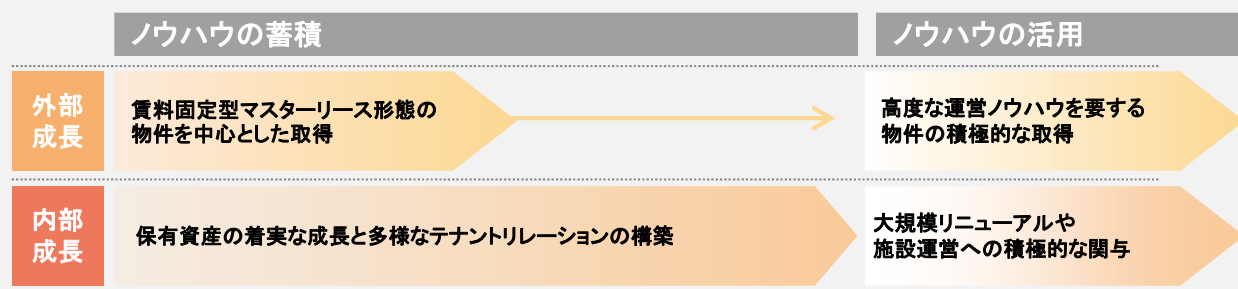 ノウハウの蓄積
ノウハウの活用
外部
成長
賃料固定型マスターリース形態の
物件を中心とした取得
高度な運営ノウハウを要する
物件の積極的な取得
内部
成長
保有資産の着実な成長と多様なテナントリレーションの構築
大規模リニューアルや
施設運営への積極的な関与